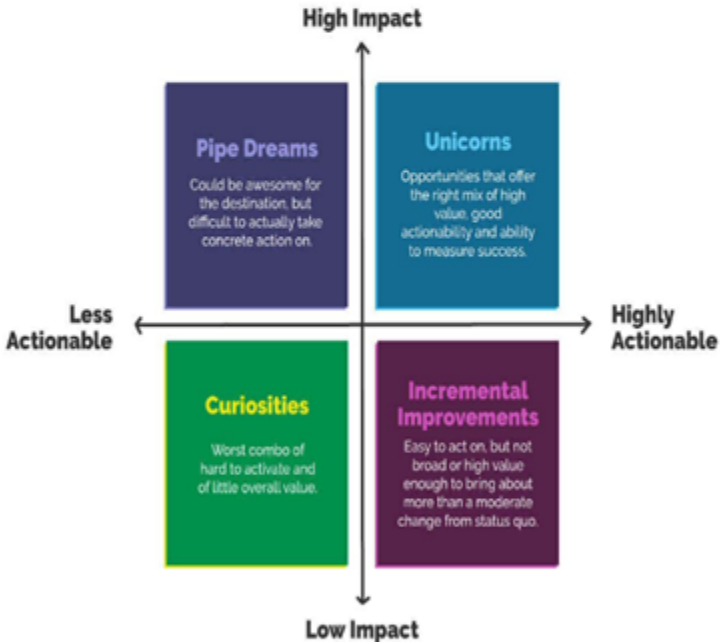 High Impact
Pipe Dreams
Could be awesome for
the destination, but
difficult to actually take
concrete action on.
Unicorns
Opportunities that offer
the right mix of high
value, good
actionability and ability
to measure success.
Less
Actionable
Highly
Actionable
Curiosities
Worst combo of
hard to activate and
of little overall value.
Incremental
Improvements
Easy to act on, but not
broad or high value
enough to bring about
more than a moderate
change from status quo.
Low Impact